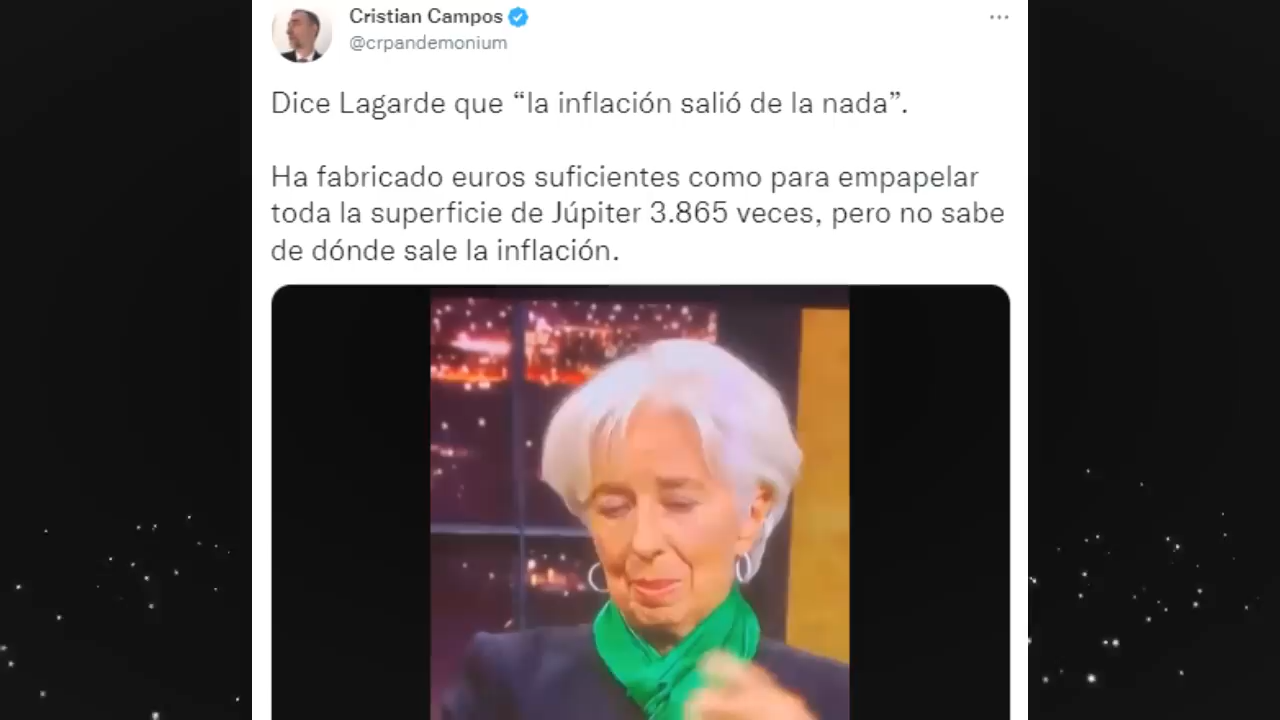 Cristian Campos
@crpandemonium
Dice Lagarde que “la inflación salió de la nada”.
Ha fabricado euros suficientes como para empapelar
toda la superficie de Júpiter 3.865 veces, pero no sabe
de dónde sale la inflación.